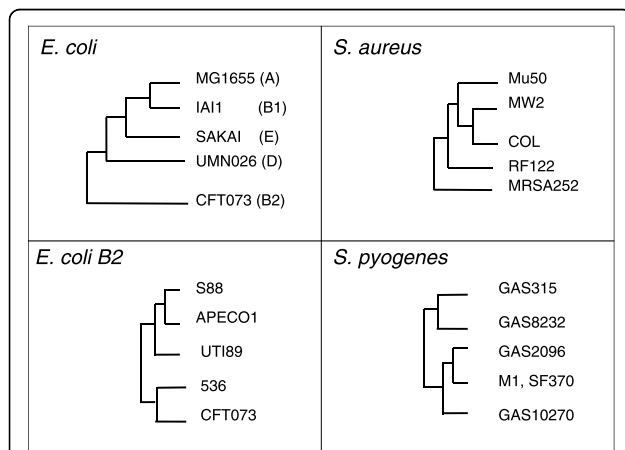 E. coli
MG1655 (A)
IAI1 (B1)
SAKAI (E)
UMN026 (D)
CFT073 (B2)
S. aureus
Mu50
MW2
COL
RF122
MRSA252
E. coli B2
S88
APECO1
UTI89
536
CFT073
S. pyogenes
GAS315
GAS8232
GAS2096
M1, SF370
GAS10270